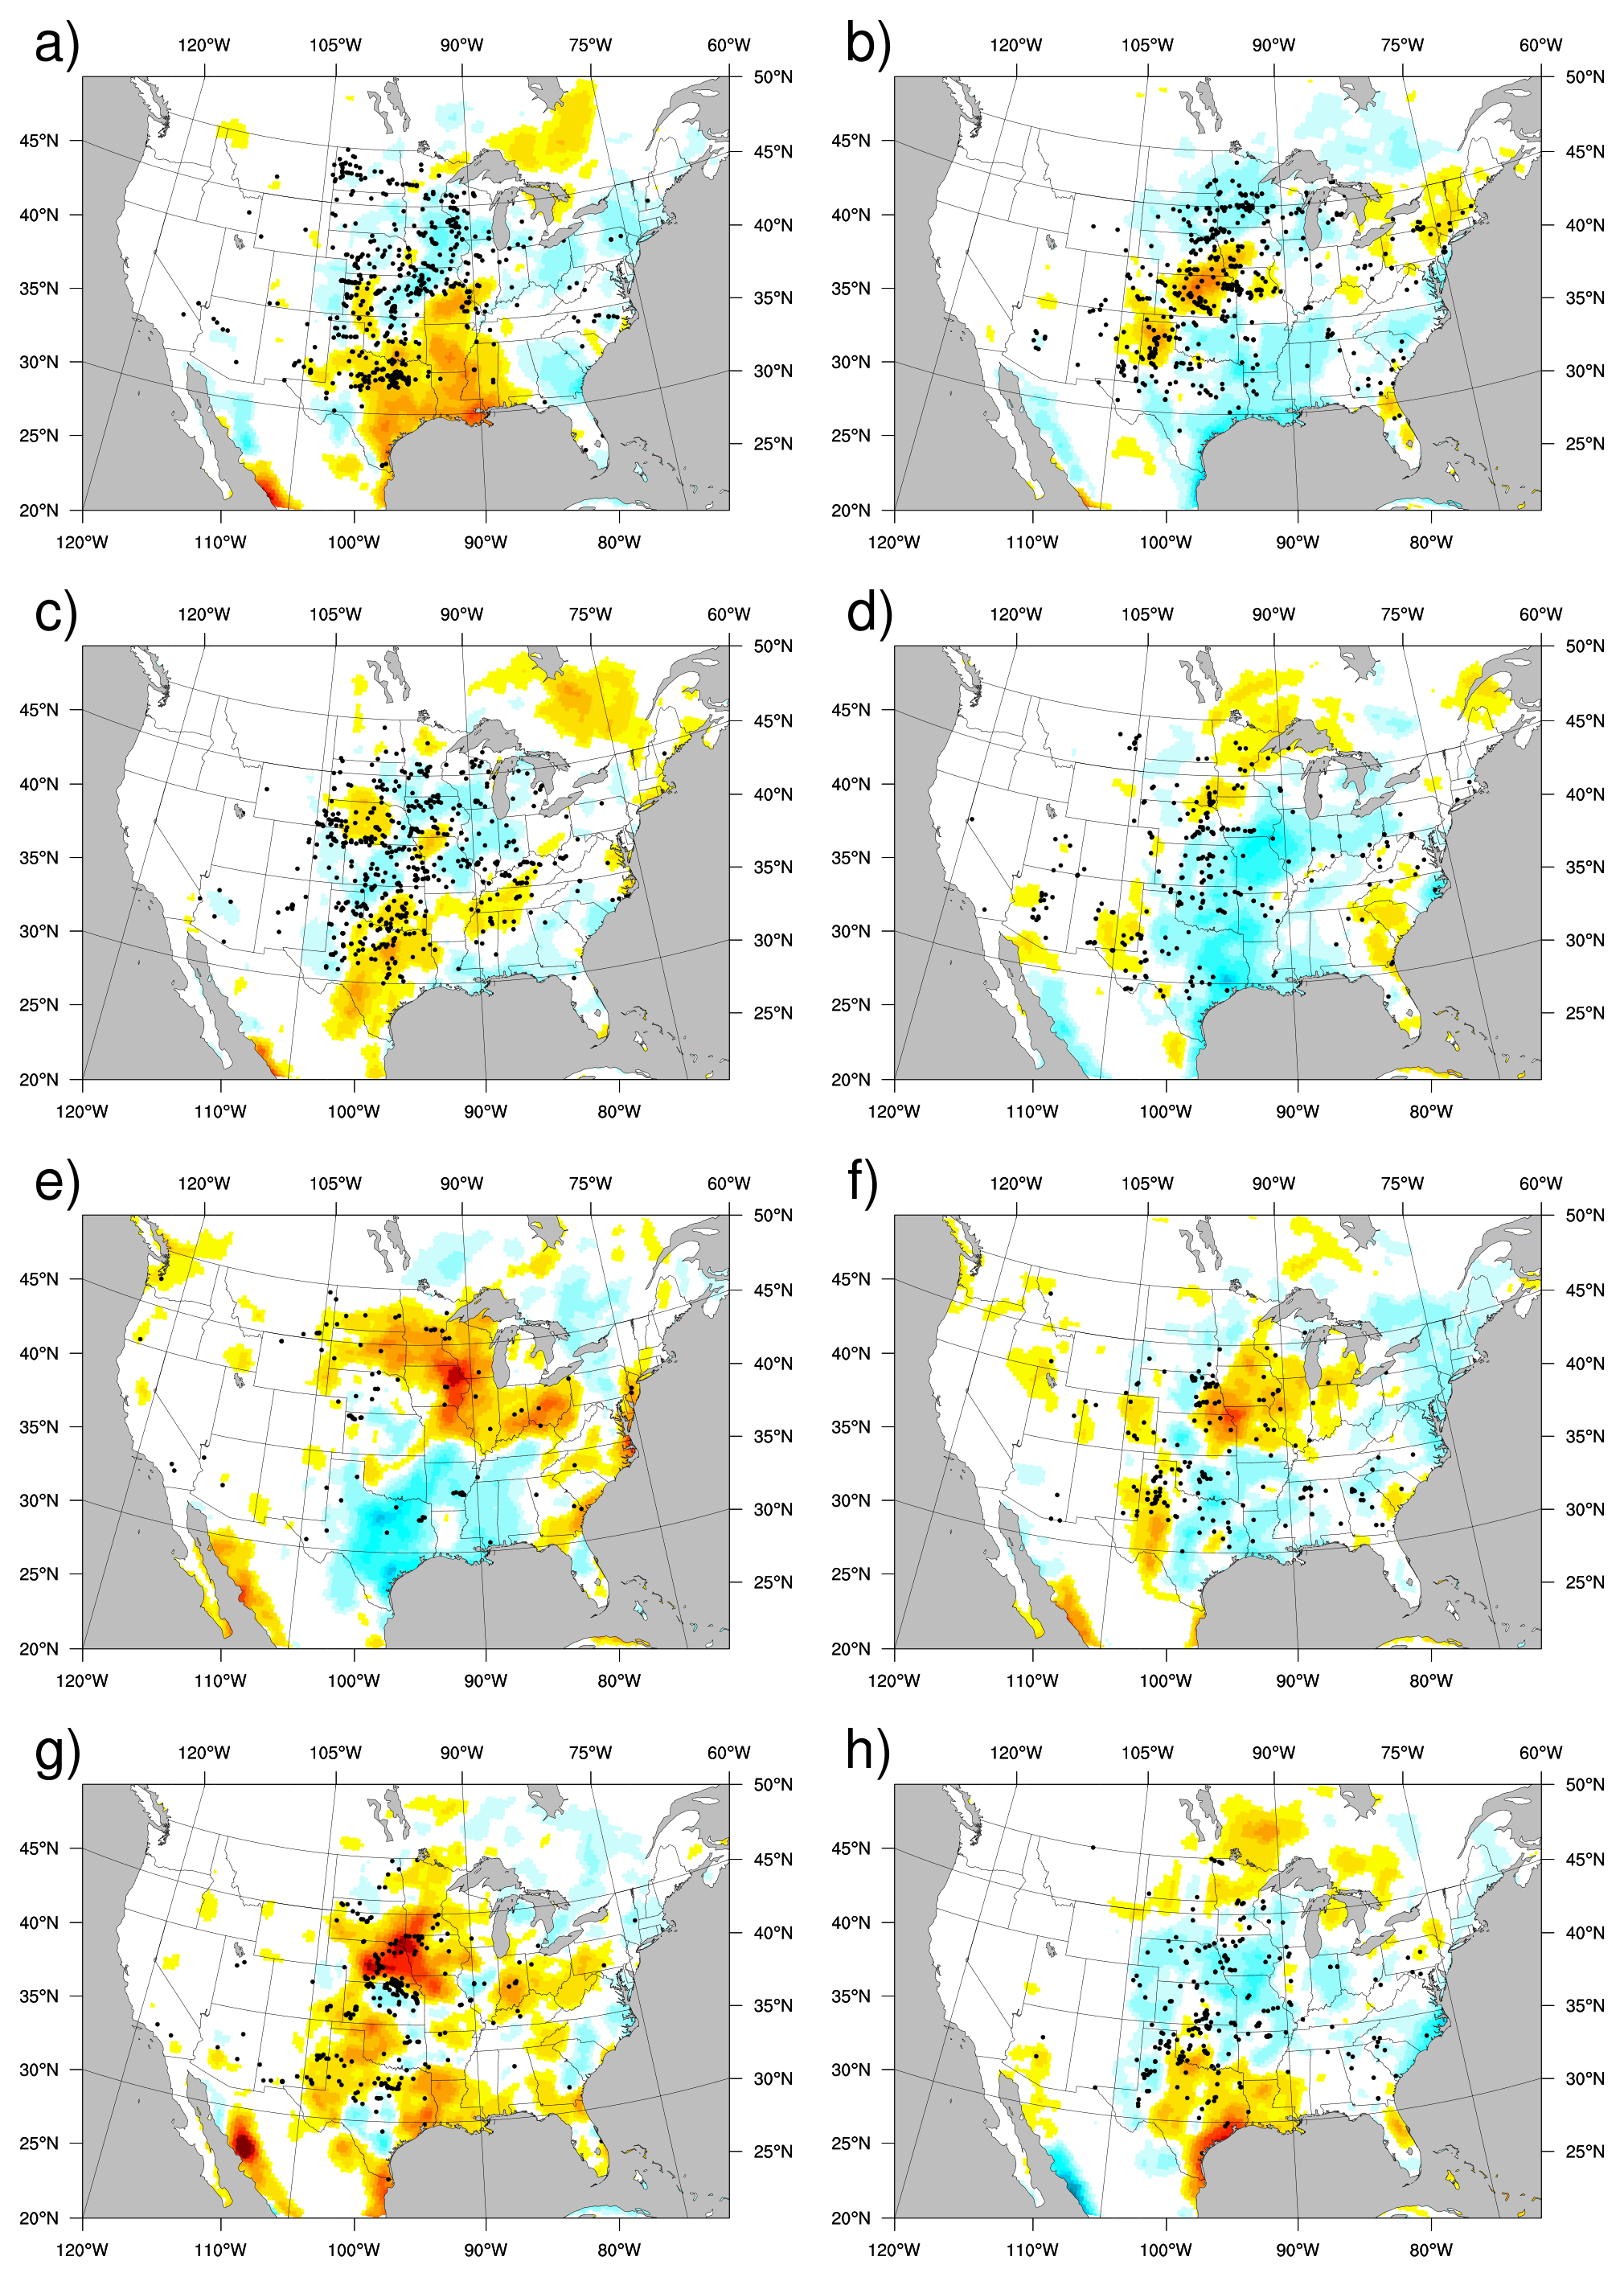 a) 120°W 105°W 90°W 75°W 60°W b) 120°W 105°W 90°W 75°W 60°W
50°N 50°N
45°N 45°N 45°N 45°N
40°N 40°N 40°N 40°N
35°N 35°N 35°N 35°N
30°N 30°N 30°N 30°N
25°N 25°N 25°N 25°N
20°N 20°N
120°W 110°W 100°W 90°W 80°W 120°W 110°W 100°W 90°W 80°W
c) 120°W 105°W 90°W 75°W 60°W d) 120°W 105°W 90°W 75°W 60°W
50°N 50°N
45°N 45°N 45°N 45°N
40°N 40°N 40°N 40°N
35°N 35°N 35°N 35°N
30°N 30°N 30°N 30°N
25°N 25°N 25°N 25°N
20°N 20°N
120°W 110°W 100°W 90°W 80°W 120°W 110°W 100°W 90°W 80°W
e) 120°W 105°W 90°W 75°W 60°W f) 120°W 105°W 90°W 75°W 60°W
50°N 50°N
45°N 45°N 45°N 45°N
40°N 40°N 40°N 40°N
35°N 35°N 35°N 35°N
30°N 30°N 30°N 30°N
25°N 25°N 25°N 25°N
20°N 20°N
120°W 110°W 100°W 90°W 80°W 120°W 110°W 100°W 90°W 80°W
g) 120°W 105°W 90°W 75°W 60°W h) 120°W 105°W 90°W 75°W 60°W
50°N 50°N
45°N 45°N 45°N 45°N
40°N 40°N 40°N 40°N
35°N 35°N 35°N 35°N
30°N 30°N 30°N 30°N
25°N 25°N 25°N 25°N
20°N 20°N
120°W 110°W 100°W 90°W 80°W 120°W 110°W 100°W 90°W 80°W